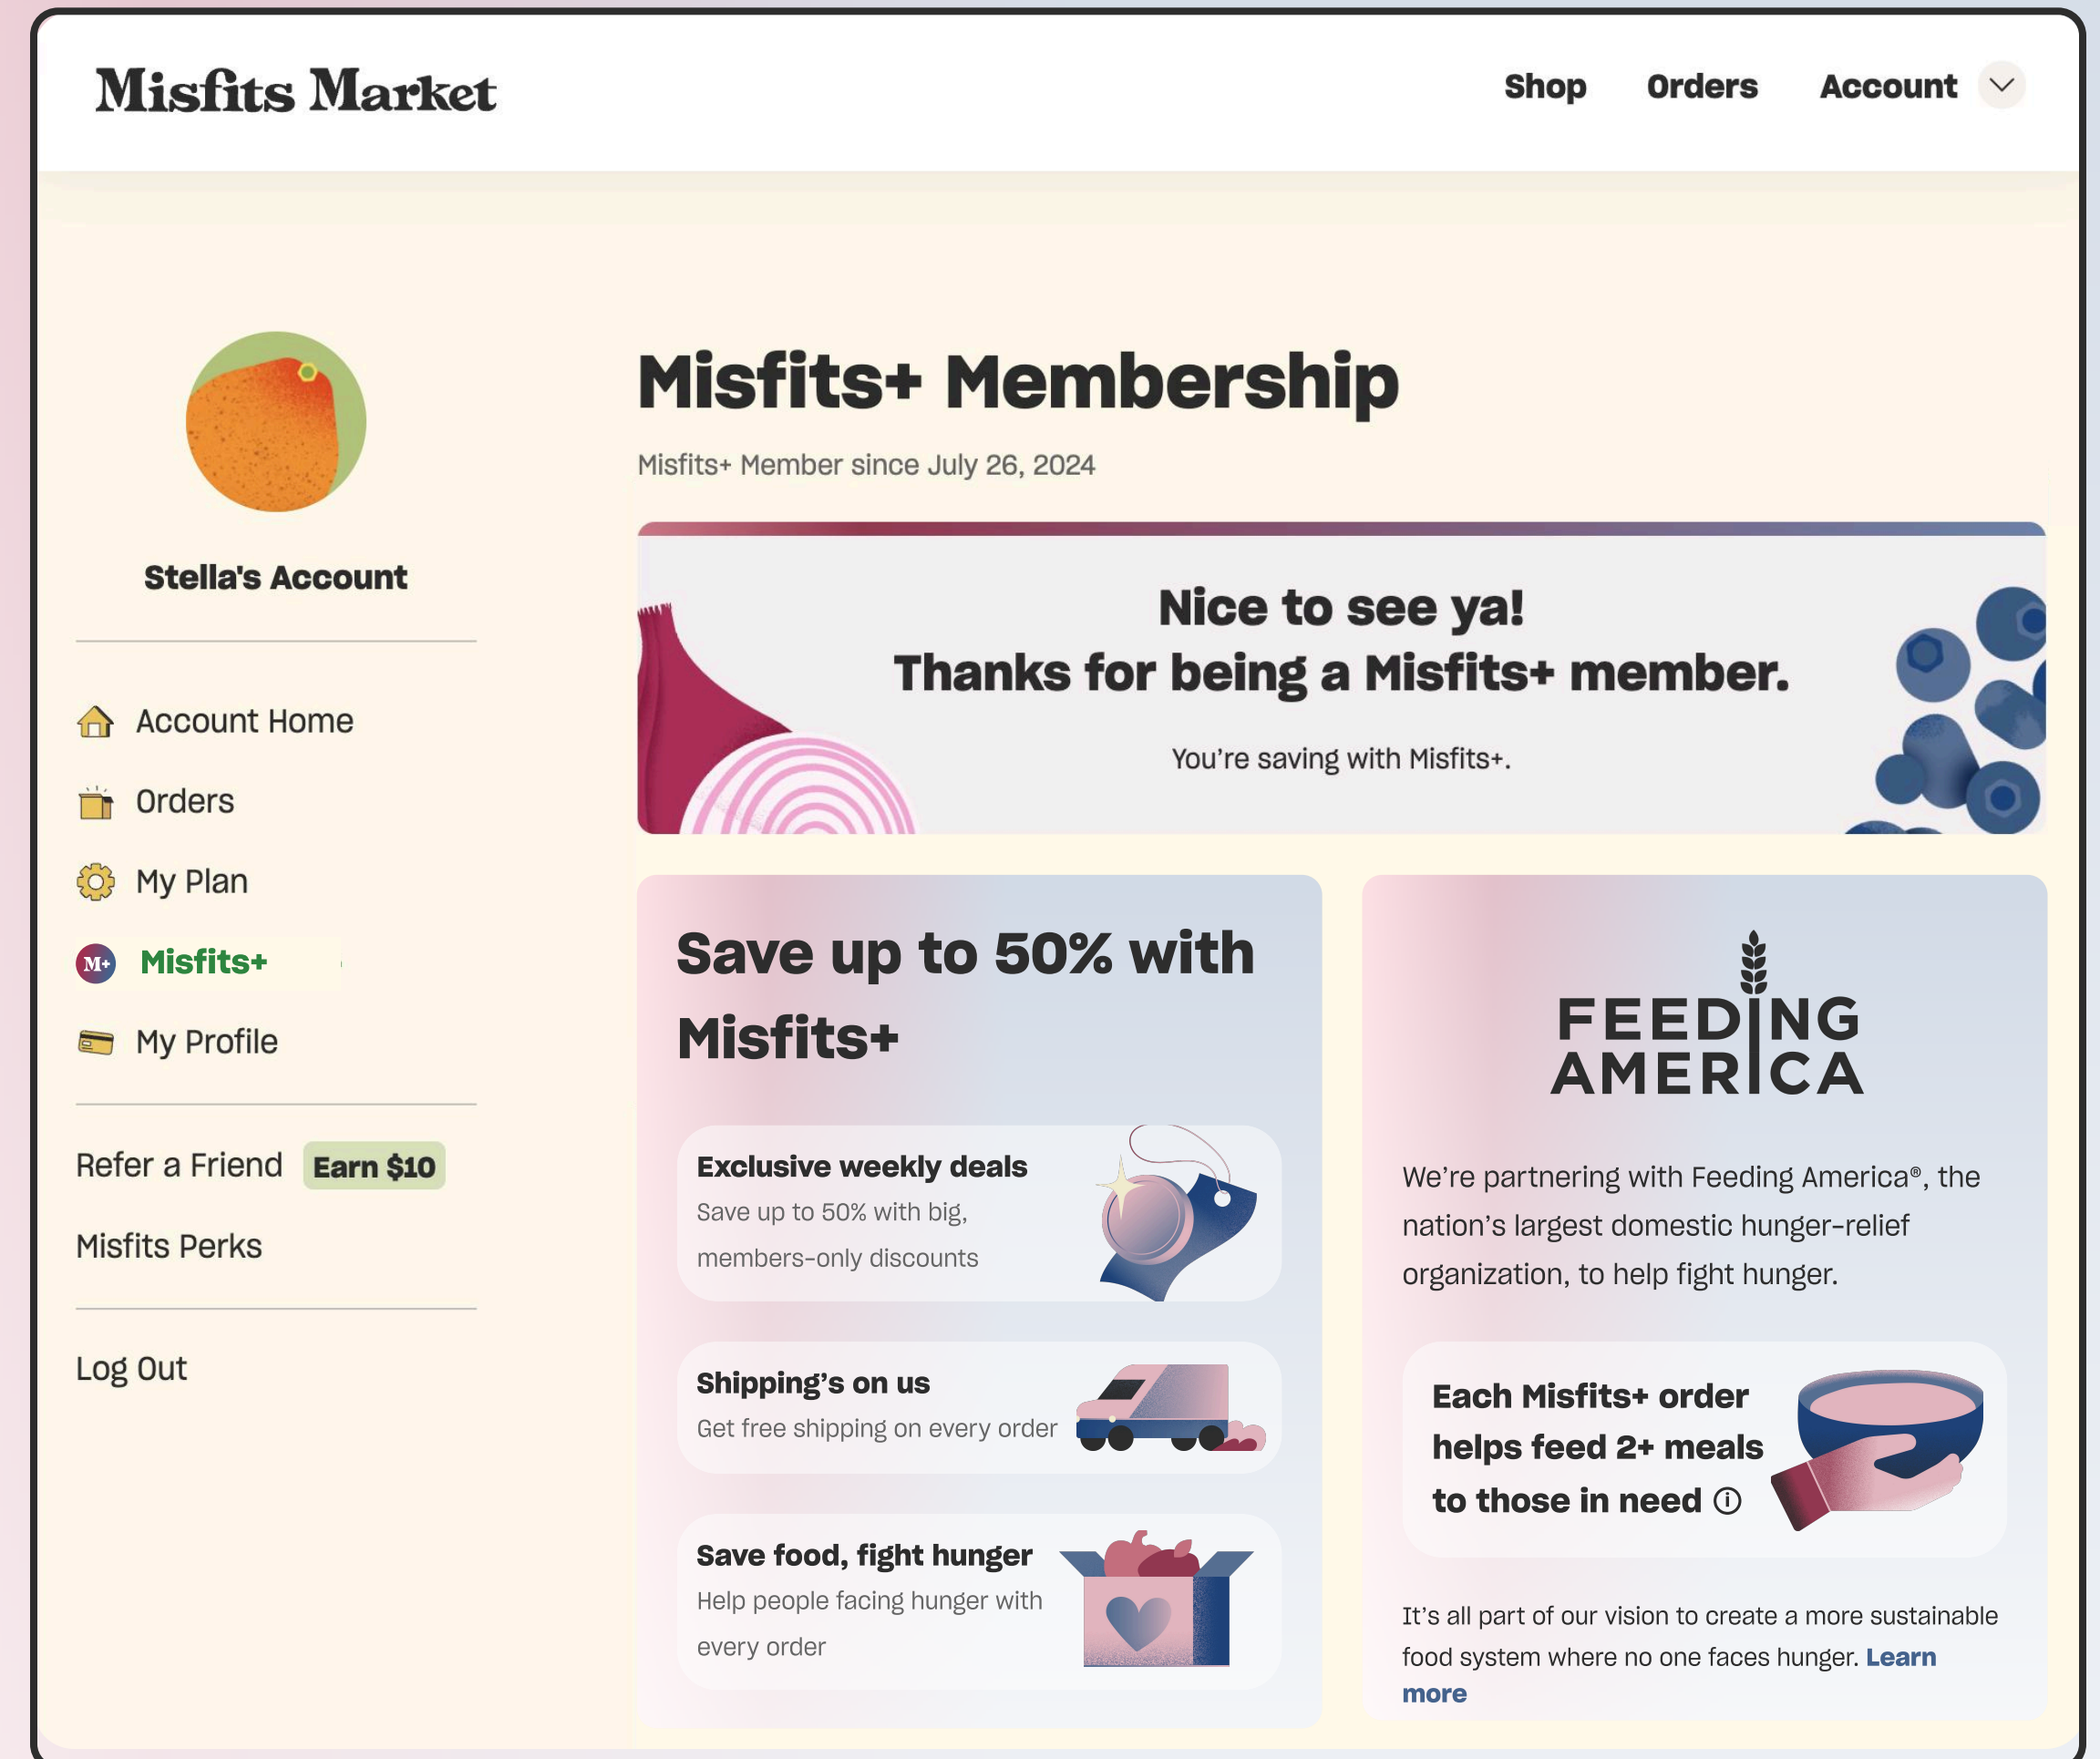 Misfits Market
Shop
Orders
Account
Stella's Account
Account Home
Orders
My Plan
M+ Misfits+
My Profile
Refer a Friend Earn $10
Misfits Perks
Log Out
Misfits+ Membership
Misfits+ Member since July 26, 2024
Nice to see ya!
Thanks for being a Misfits+ member.
You’re saving with Misfits+.
Save up to 50% with
Misfits+
Exclusive weekly deals
Save up to 50% with big,
members-only discounts
Shipping’s on us
Get free shipping on every order
Save food, fight hunger
Help people facing hunger with
every order
FEEDING
AMERICA
We’re partnering with Feeding America®, the
nation’s largest domestic hunger-relief
organization, to help fight hunger.
Each Misfits+ order
helps feed 2+ meals
to those in need
It’s all part of our vision to create a more sustainable
food system where no one faces hunger. Learn
more